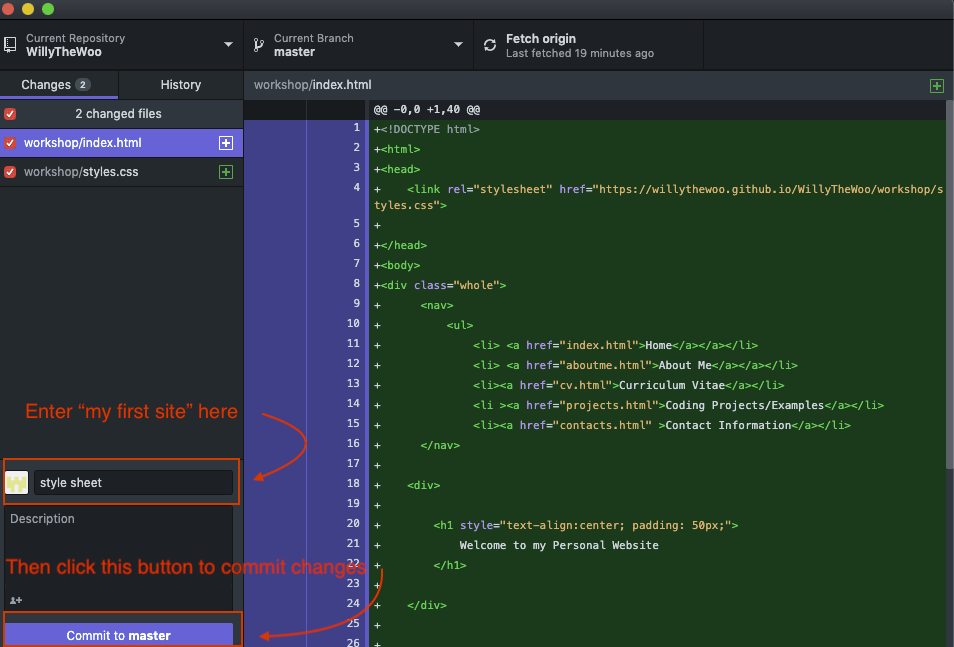 Current Repository
WillyTheWoo
Current Branch
master
Fetch origin
Last fetched 19 minutes ago
Changes 2
History
workshop/index.html
2 changed files
workshop/index.html
workshop/styles.css
@@ -0,0 +1,40 @@
1 +<!DOCTYPE html>
2 +<html>
3 +<head>
4 +    <link rel="stylesheet" href="https://willythewoo.github.io/WillyTheWoo/workshop/s
tyles.css">
5 +
6 +</head>
7 +<body>
8 +<div class="whole">
9 +      <nav>
10 +          <ul>
11 +              <li> <a href="index.html">Home</a></a></li>
12 +              <li> <a href="aboutme.html">About Me</a></a></li>
13 +              <li><a href="cv.html">Curriculum Vitae</a></li>
14 +              <li ><a href="projects.html">Coding Projects/Examples</a></li>
15 +              <li><a href="contacts.html" >Contact Information</a></li>
16 +      </nav>
17 +
18 +    <div>
19 +
20 +        <h1 style="text-align:center; padding: 50px;">
21 +            Welcome to my Personal Website
22 +        </h1>
23 +
24 +    </div>
25 +
26 +
Enter “my first site” here
style sheet
Description
Then click this button to commit changes
Commit to master